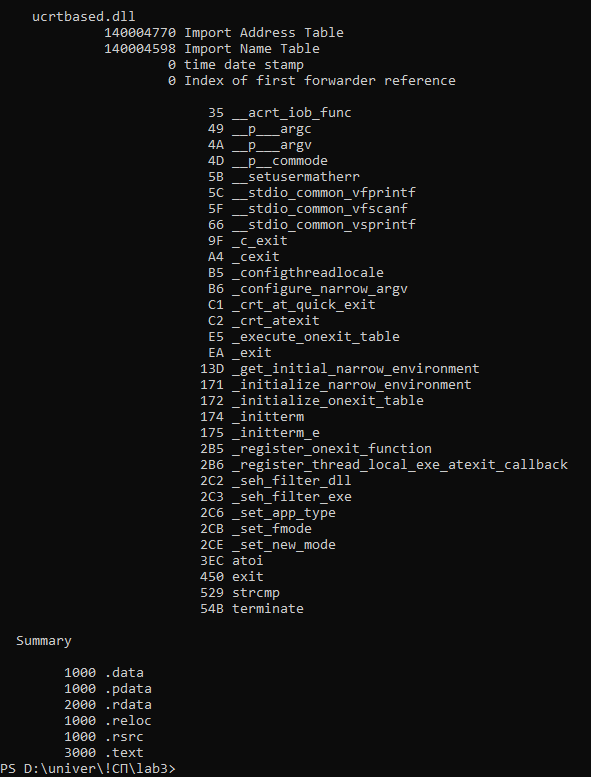 ucrtbased.dll
140004770 Import Address Table
140004598 Import Name Table
0 time date stamp
0 Index of first forwarder reference
35 __acrt_iob_func
49 __p___argc
4A __p___argv
4D __p__commode
5B __setusermatherr
5C __stdio_common_vfprintf
5F __stdio_common_vfscanf
66 __stdio_common_vsprintf
9F _c_exit
A4 _cexit
B5 _configthreadlocale
B6 _configure_narrow_argv
C1 _crt_at_quick_exit
C2 _crt_atexit
E5 _execute_onexit_table
EA _exit
13D _get_initial_narrow_environment
171 _initialize_narrow_environment
172 _initialize_onexit_table
174 _initterm
175 _initterm_e
2B5 _register_onexit_function
2B6 _register_thread_local_exe_atexit_callback
2C2 _seh_filter_dll
2C3 _seh_filter_exe
2C6 _set_app_type
2CB _set_fmode
2CE _set_new_mode
3EC atoi
450 exit
529 strcmp
54B terminate
Summary
1000 .data
1000 .pdata
2000 .rdata
1000 .reloc
1000 .rsrc
3000 .text
PS D:\univer\!СП\lab3>